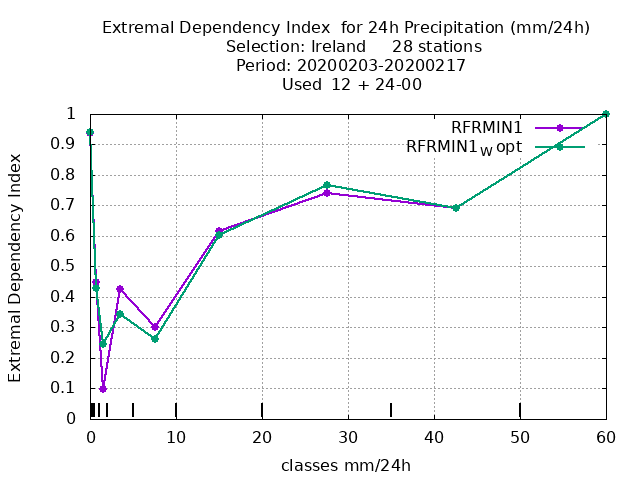 Extremal Dependency Index  for 24h Precipitation (mm/24h)
Selection: Ireland     28 stations
Period: 20200203-20200217
Used  12 + 24-00
RFRMIN1
RFRMIN1W opt
Extremal Dependency Index
1
0.9
0.8
0.7
0.6
0.5
0.4
0.3
0.2
0.1
0
0 10 20 30 40 50 60
classes mm/24h